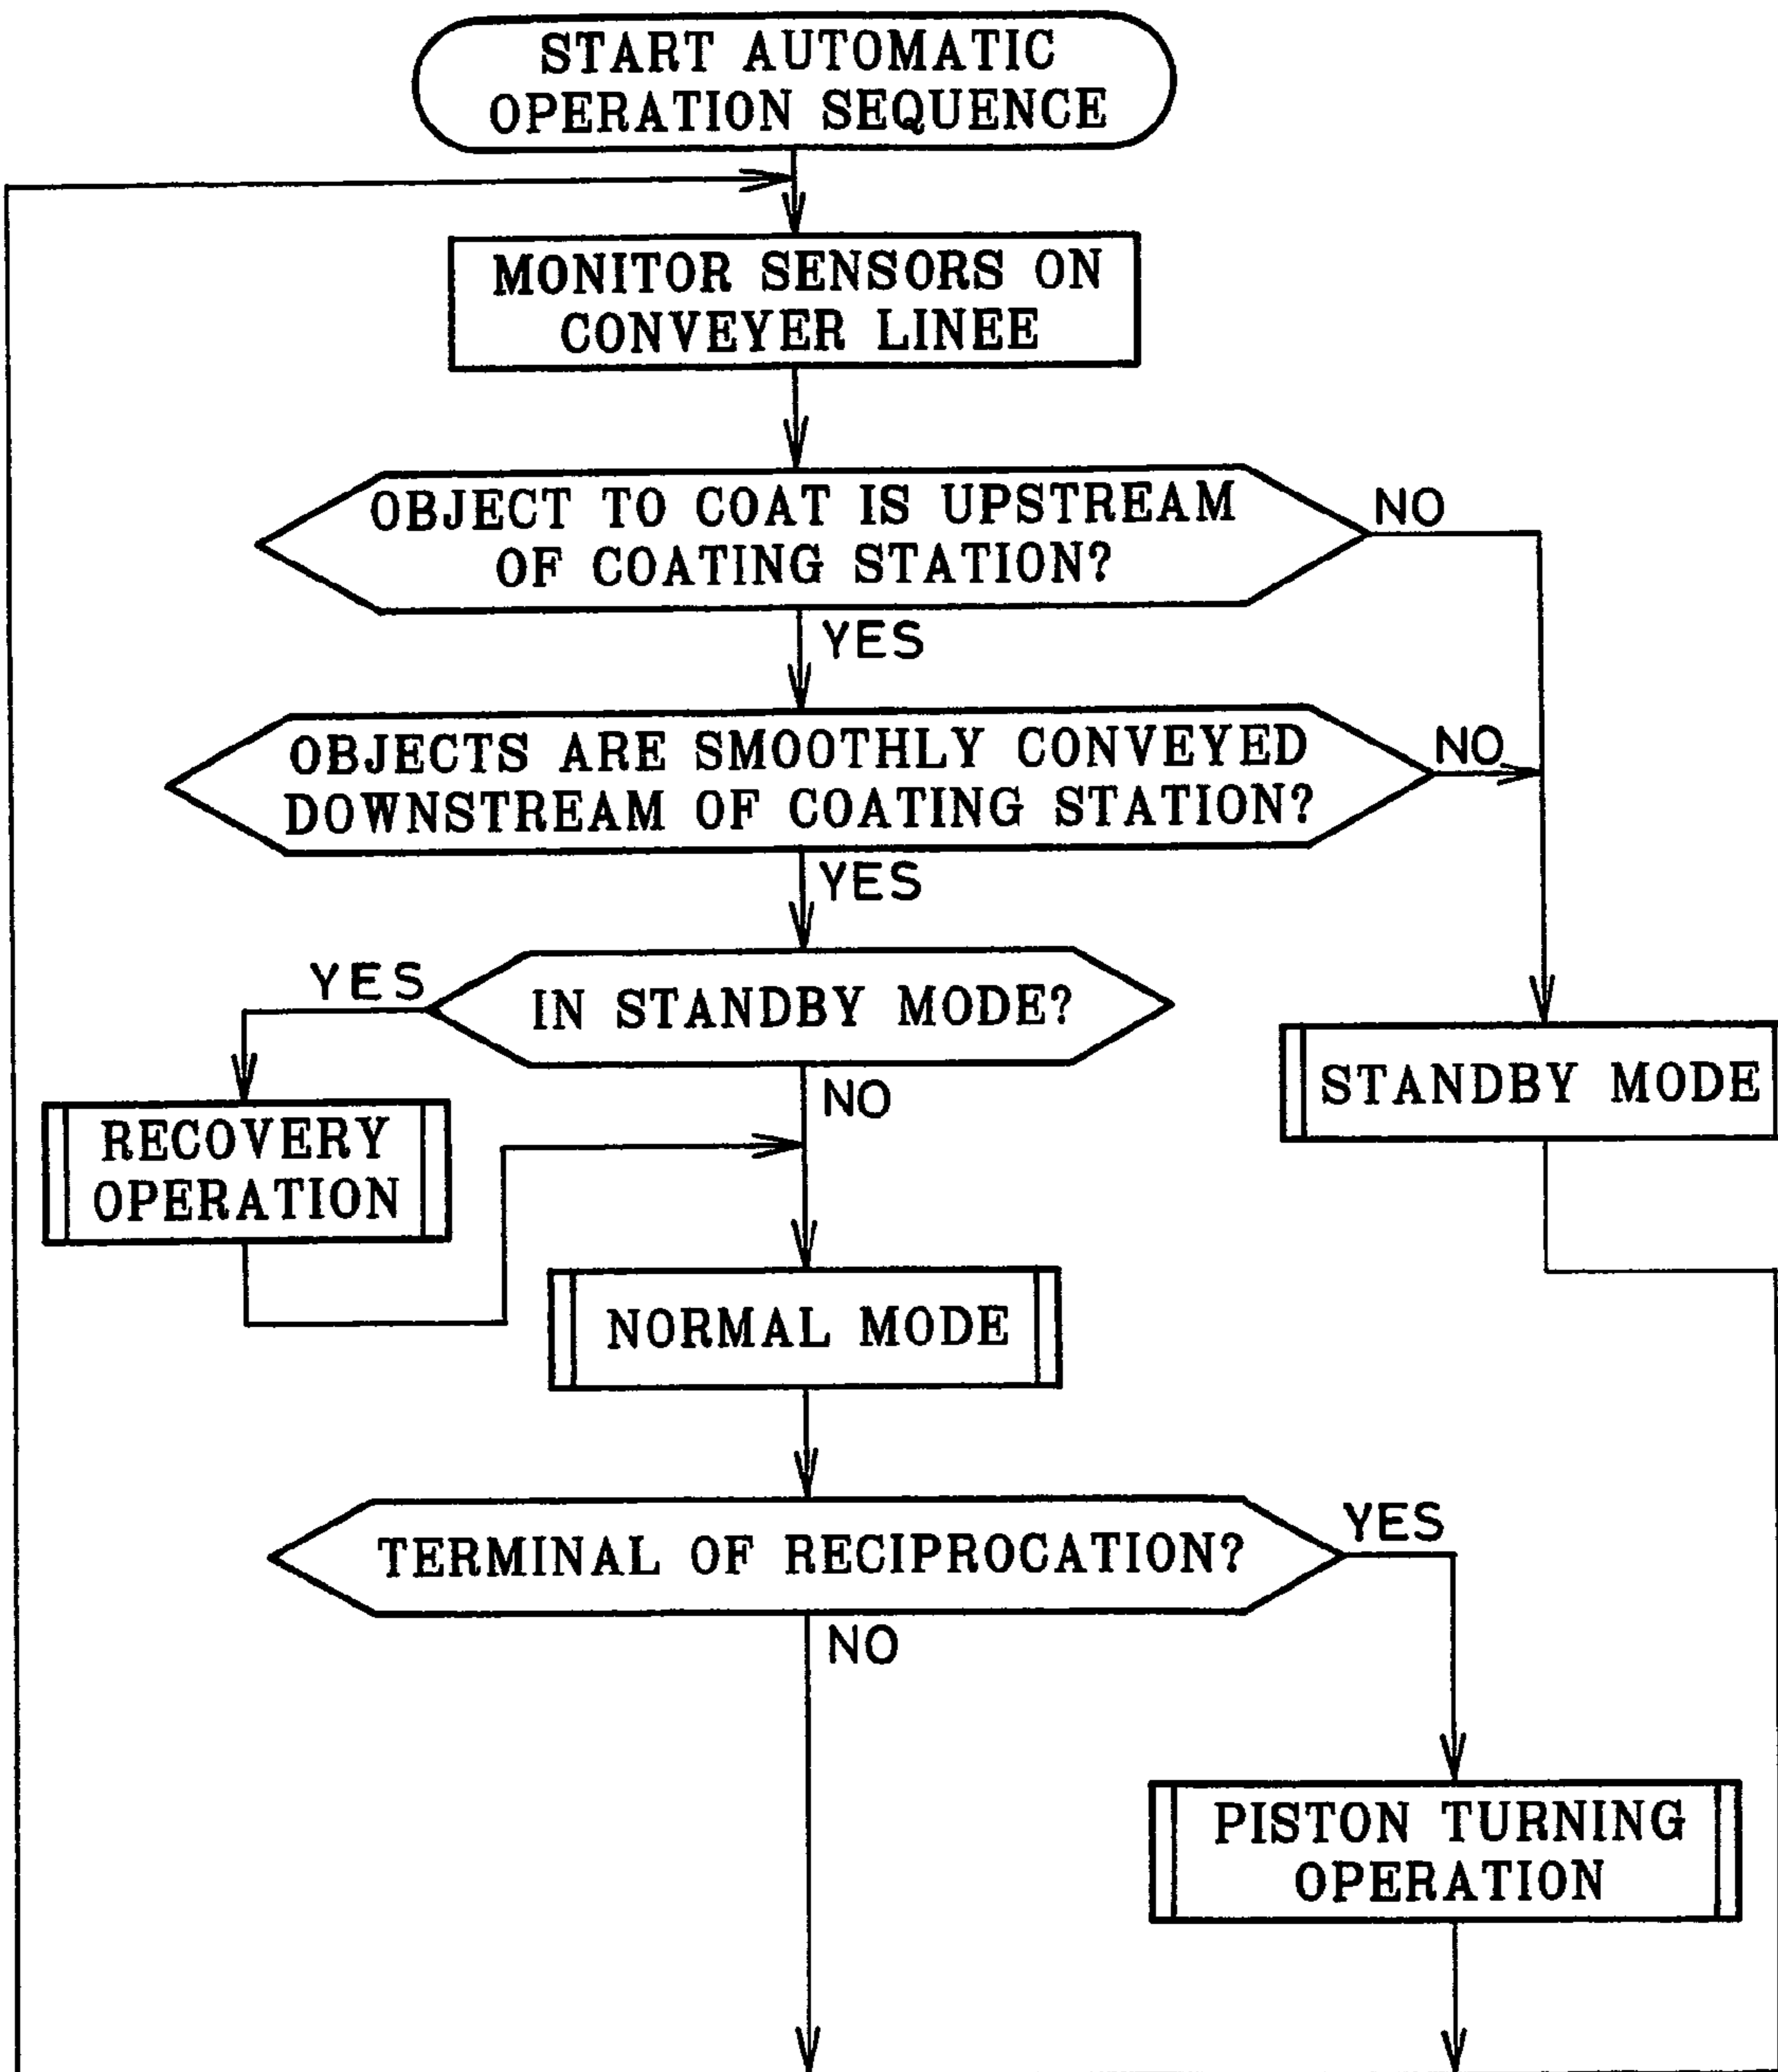 START AUTOMATIC
OPERATION SEQUENCE
MONITOR SENSORS ON
CONVEYER LINEE
OBJECT TO COAT IS UPSTREAM
OF COATING STATION?
NO
YES
OBJECTS ARE SMOOTHLY CONVEYED
DOWNSTREAM OF COATING STATION?
NO
YES
IN STANDBY MODE?
YES
NO
STANDBY MODE
RECOVERY
OPERATION
NORMAL MODE
TERMINAL OF RECIPROCATION?
YES
NO
PISTON TURNING
OPERATION